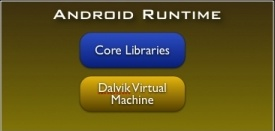 Android Runtime
Core Libraries
Dalvik Virtual
Machine